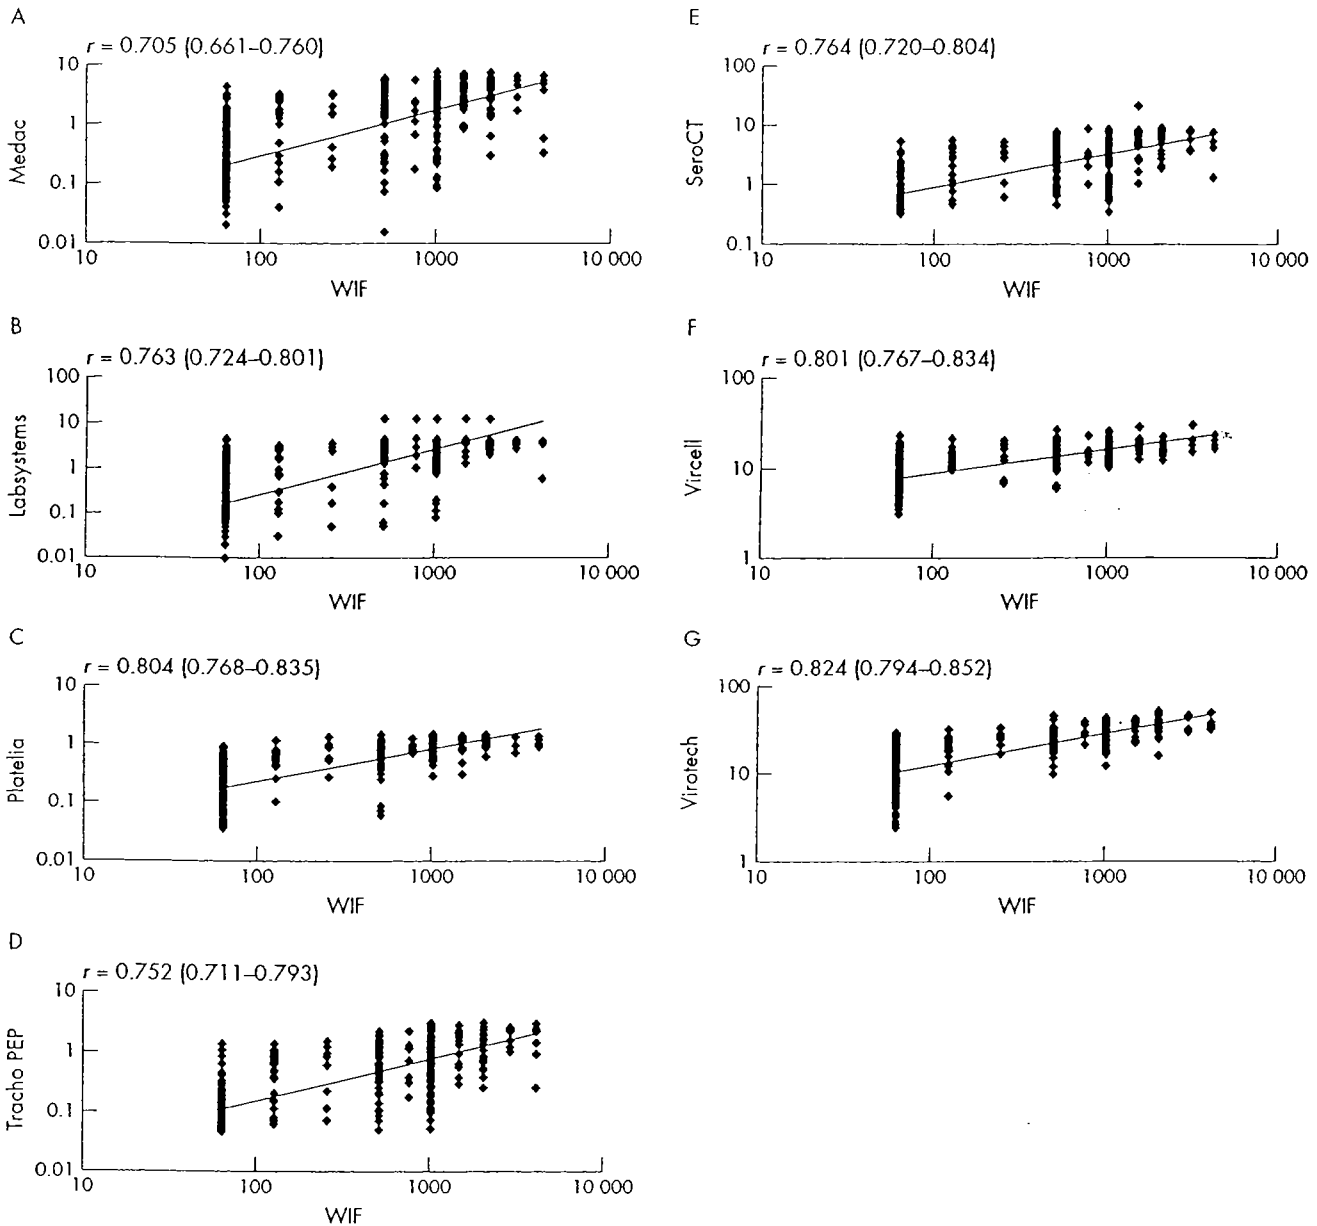 A
r = 0.705 (0.661–0.760)
10
1
0.1
0.01
Medac
10 100 1000 10 000
WIF
B
r = 0.763 (0.724–0.801)
100
10
1
0.1
0.01
Labsystems
10 100 1000 10 000
WIF
C
r = 0.804 (0.768–0.835)
10
1
0.1
0.01
Platelia
10 100 1000 10 000
WIF
D
r = 0.752 (0.711–0.793)
10
1
0.1
0.01
Tracho PEP
10 100 1000 10 000
WIF
E
r = 0.764 (0.720–0.804)
100
10
1
0.1
SeroCT
10 100 1000 10 000
WIF
F
r = 0.801 (0.767–0.834)
100
10
1
Vircell
10 100 1000 10 000
WIF
G
r = 0.824 (0.794–0.852)
100
10
1
Virotech
10 100 1000 10 000
WIF